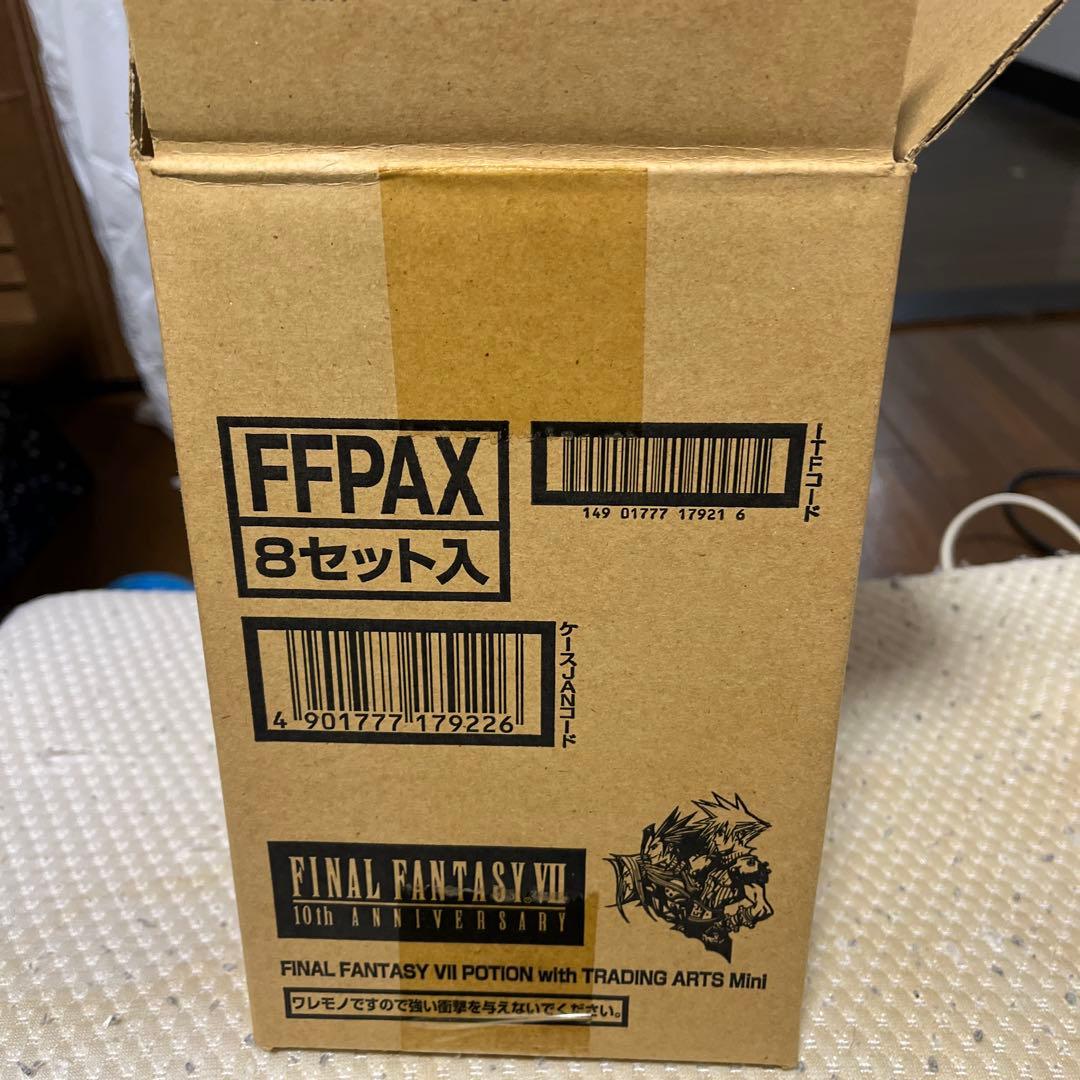 FFPAX
8セット入
ITFコード
149 01777 17921 6
ケースJANコード
4 901777 179226
FINAL FANTASY VII
10th ANNIVERSARY
FINAL FANTASY VII POTION with TRADING ARTS Mini
ワレモノですので強い衝撃を与えないでください。